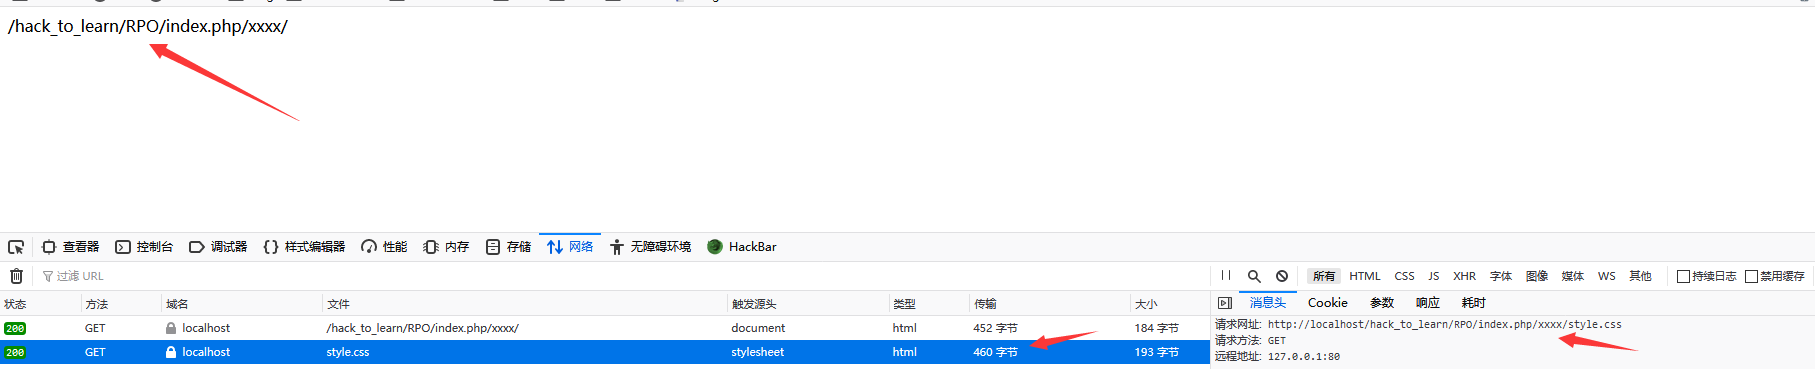 /hack_to_learn/RPO/index.php/xxxx/
查看器 控制台 调试器 样式编辑器 性能 内存 存储 网络 无障碍环境 HackBar
过滤 URL 所有 HTML CSS JS XHR 字体 图像 媒体 WS 其他 持续日志 禁用缓存
状态 方法 域名 文件 触发源头 类型 传输 大小 消息头 Cookie 参数 响应 耗时
200 GET localhost /hack_to_learn/RPO/index.php/xxxx/ document html 452 字节 184 字节
200 GET localhost style.css stylesheet html 460 字节 193 字节
请求网址: http://localhost/hack_to_learn/RPO/index.php/xxxx/style.css
请求方法: GET
远程地址: 127.0.0.1:80